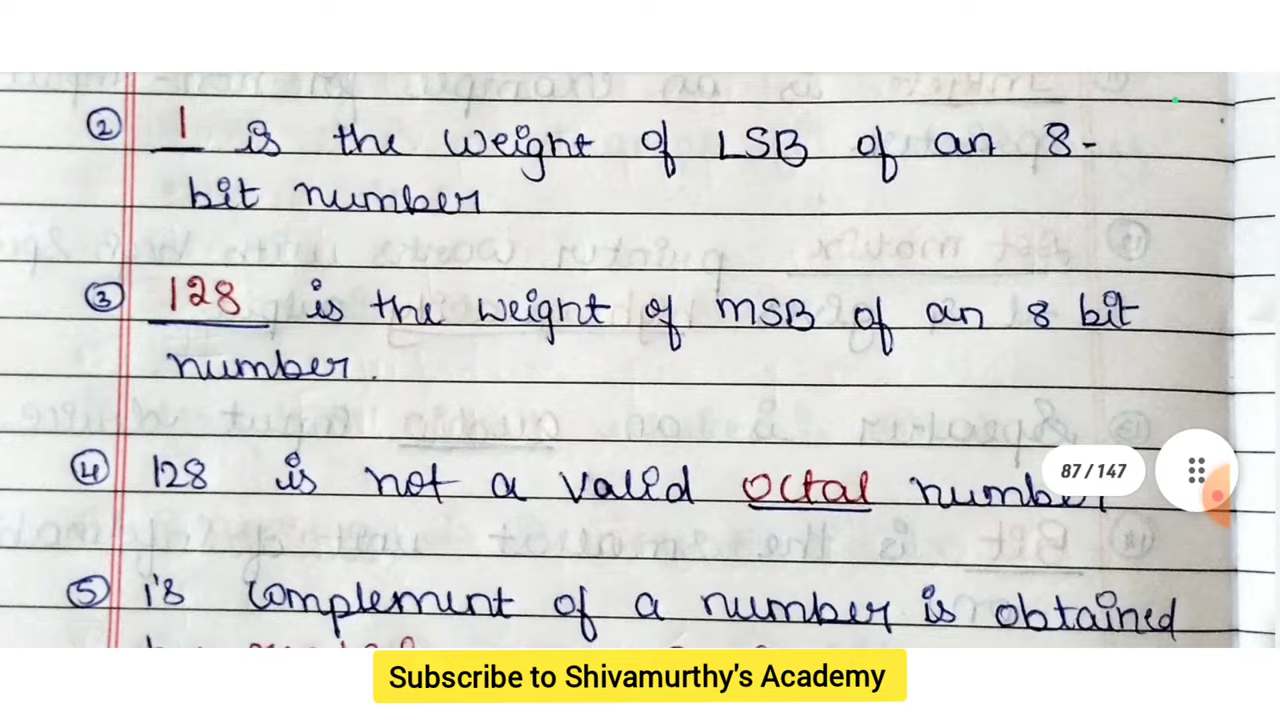 ② 1 is the weight of LSB of an 8-
bit number
③ 128 is the weight of MSB of an 8 bit
number.
④ 128 is not a valid octal number
87/147
⑤ 1's complement of a number is obtained
Subscribe to Shivamurthy's Academy